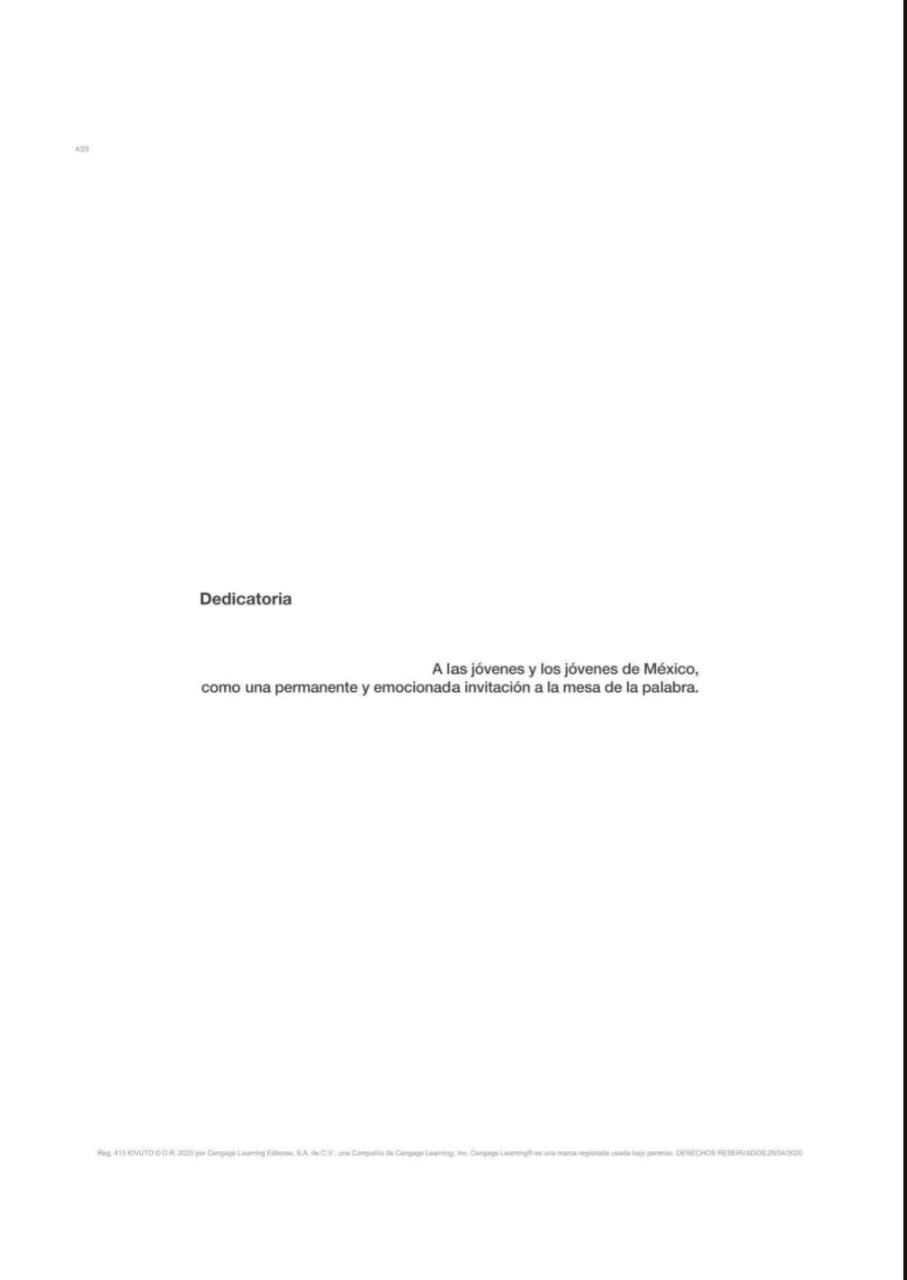 4/29
Dedicatoria
A las jóvenes y los jóvenes de México,
como una permanente y emocionada invitación a la mesa de la palabra.
Reg. 413 KIVUTO © D.R. 2020 por Cengage Learning Editores, S.A. de C.V., una Compañía de Cengage Learning, Inc. Cengage Learning® es una marca registrada usada bajo permiso. DERECHOS RESERVADOS.29/04/2020